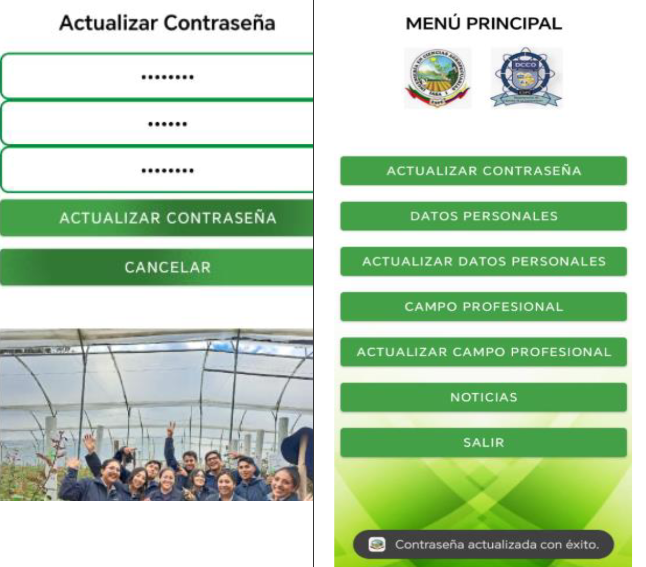 Actualizar Contraseña
••••••••
••••••
••••••••
ACTUALIZAR CONTRASEÑA
CANCELAR
MENÚ PRINCIPAL
DCCO
ACTUALIZAR CONTRASEÑA
DATOS PERSONALES
ACTUALIZAR DATOS PERSONALES
CAMPO PROFESIONAL
ACTUALIZAR CAMPO PROFESIONAL
NOTICIAS
SALIR
Contraseña actualizada con éxito.